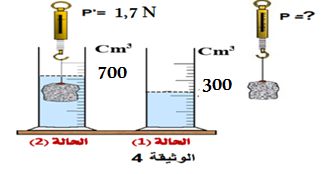 P'= 1,7 N
P =?
Cm³
Cm³
700
300
الحالة (2)
الحالة (1)
الوثيقة 4